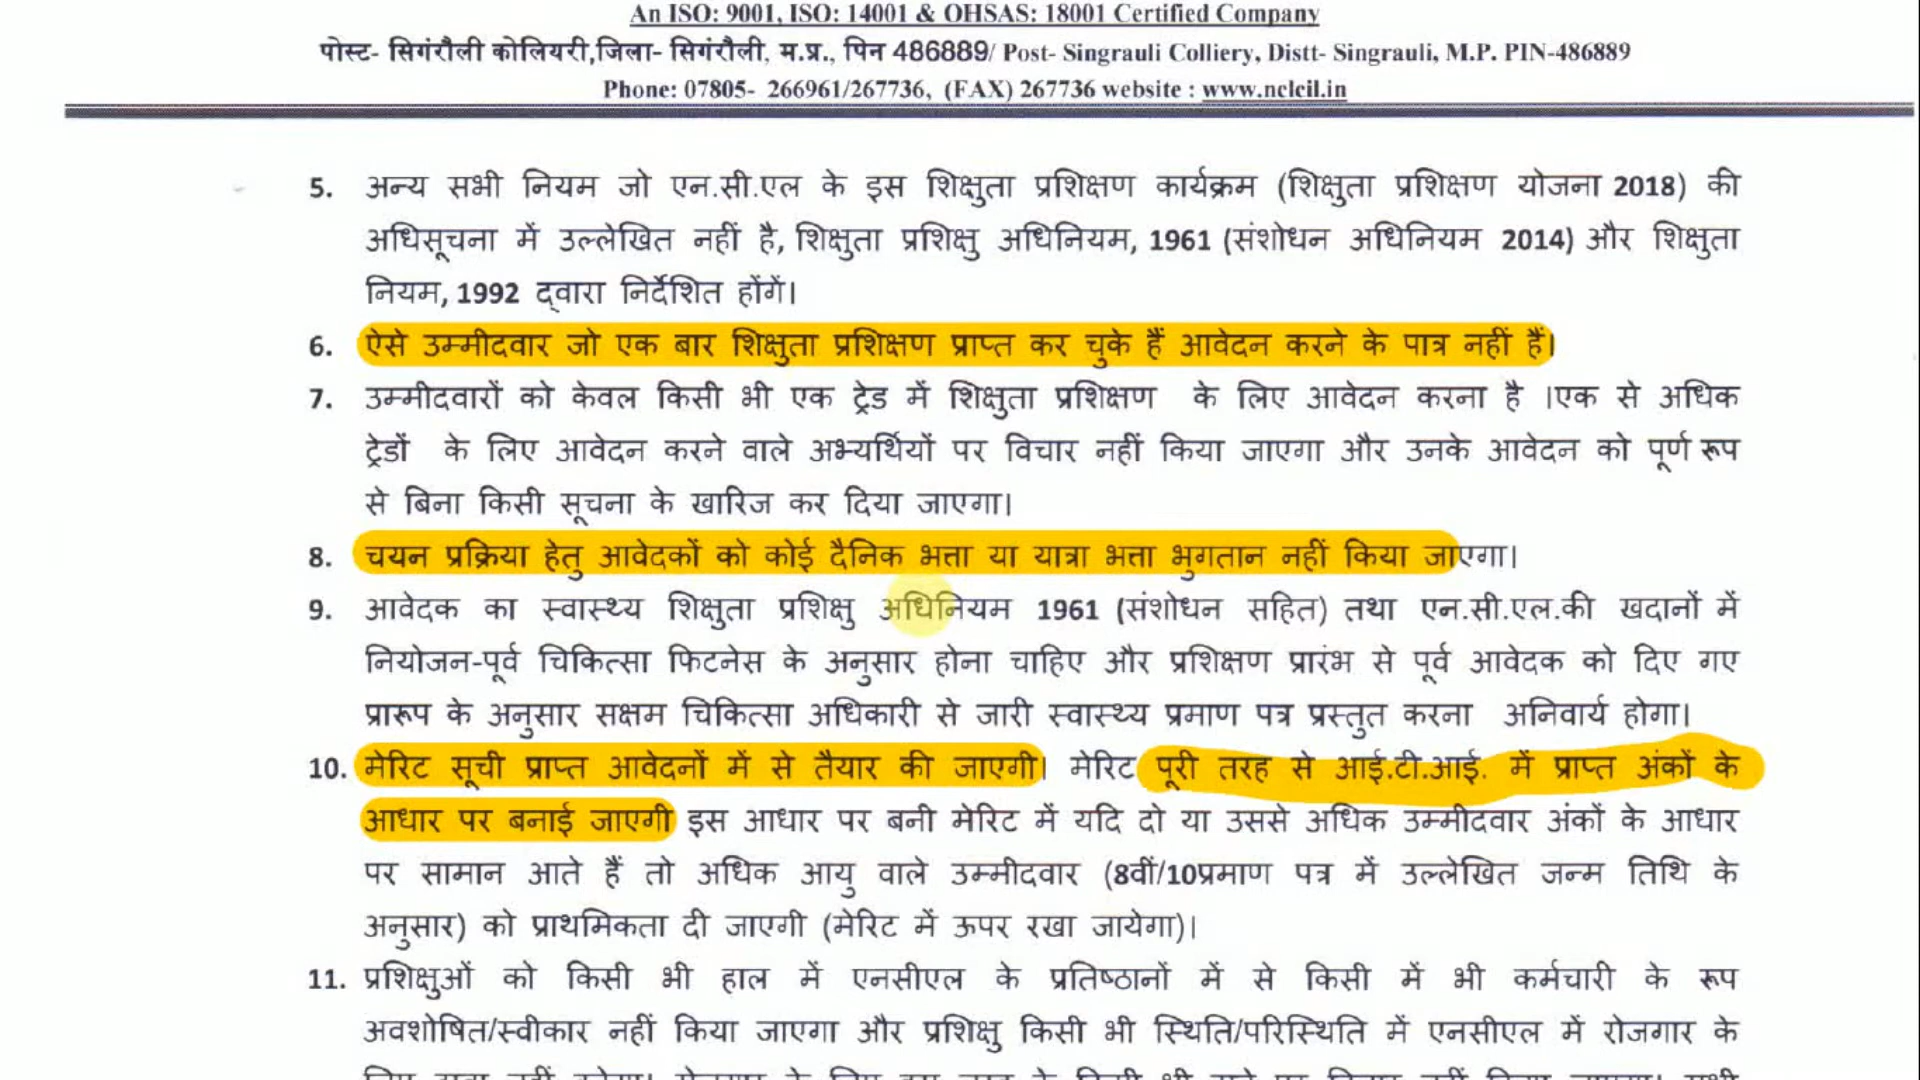 An ISO: 9001, ISO: 14001 & OHSAS: 18001 Certified Company
पोस्ट- सिगंरौली कोलियरी,जिला- सिगंरौली, म.प्र., पिन 486889/ Post- Singrauli Colliery, Distt- Singrauli, M.P. PIN-486889
Phone: 07805- 266961/267736, (FAX) 267736 website : www.nclcil.in
5. अन्य सभी नियम जो एन.सी.एल के इस शिक्षुता प्रशिक्षण कार्यक्रम (शिक्षुता प्रशिक्षण योजना 2018) की
अधिसूचना में उल्लेखित नहीं है, शिक्षुता प्रशिक्षु अधिनियम, 1961 (संशोधन अधिनियम 2014) और शिक्षुता
नियम, 1992 द्वारा निर्देशित होंगें।
6. ऐसे उम्मीदवार जो एक बार शिक्षुता प्रशिक्षण प्राप्त कर चुके हैं आवेदन करने के पात्र नहीं हैं।
7. उम्मीदवारों को केवल किसी भी एक ट्रेड में शिक्षुता प्रशिक्षण के लिए आवेदन करना है ।एक से अधिक
ट्रेडों के लिए आवेदन करने वाले अभ्यर्थियों पर विचार नहीं किया जाएगा और उनके आवेदन को पूर्ण रूप
से बिना किसी सूचना के खारिज कर दिया जाएगा।
8. चयन प्रक्रिया हेतु आवेदकों को कोई दैनिक भत्ता या यात्रा भत्ता भुगतान नहीं किया जाएगा।
9. आवेदक का स्वास्थ्य शिक्षुता प्रशिक्षु अधिनियम 1961 (संशोधन सहित) तथा एन.सी.एल.की खदानों में
नियोजन-पूर्व चिकित्सा फिटनेस के अनुसार होना चाहिए और प्रशिक्षण प्रारंभ से पूर्व आवेदक को दिए गए
प्रारूप के अनुसार सक्षम चिकित्सा अधिकारी से जारी स्वास्थ्य प्रमाण पत्र प्रस्तुत करना अनिवार्य होगा।
10. मेरिट सूची प्राप्त आवेदनों में से तैयार की जाएगी। मेरिट पूरी तरह से आई.टी.आई. में प्राप्त अंकों के
आधार पर बनाई जाएगी इस आधार पर बनी मेरिट में यदि दो या उससे अधिक उम्मीदवार अंकों के आधार
पर सामान आते हैं तो अधिक आयु वाले उम्मीदवार (8वीं/10प्रमाण पत्र में उल्लेखित जन्म तिथि के
अनुसार) को प्राथमिकता दी जाएगी (मेरिट में ऊपर रखा जायेगा)।
11. प्रशिक्षुओं को किसी भी हाल में एनसीएल के प्रतिष्ठानों में से किसी में भी कर्मचारी के रूप
अवशोषित/स्वीकार नहीं किया जाएगा और प्रशिक्षु किसी भी स्थिति/परिस्थिति में एनसीएल में रोजगार के